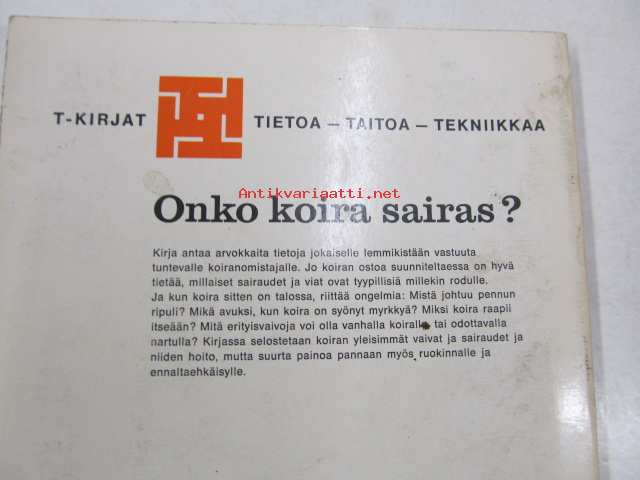 T-KIRJAT TIETOA — TAITOA — TEKNIIKKAA
Antikvariaatti.net
Onko koira sairas?
Kirja antaa arvokkaita tietoja jokaiselle lemmikistään vastuuta
tuntevalle koiranomistajalle. Jo koiran ostoa suunniteltaessa on hyvä
tietää, millaiset sairaudet ja viat ovat tyypillisiä millekin rodulle.
Ja kun koira sitten on talossa, riittää ongelmia: Mistä johtuu pennun
ripuli? Mikä avuksi, kun koira on syönyt myrkkyä? Miksi koira raapii
itseään? Mitä erityisvaivoja voi olla vanhalla koiralla tai odottavalla
nartulla? Kirjassa selostetaan koiran yleisimmät vaivat ja sairaudet ja
niiden hoito, mutta suurta painoa pannaan myös ruokinnalle ja
ennaltaehkäisylle.